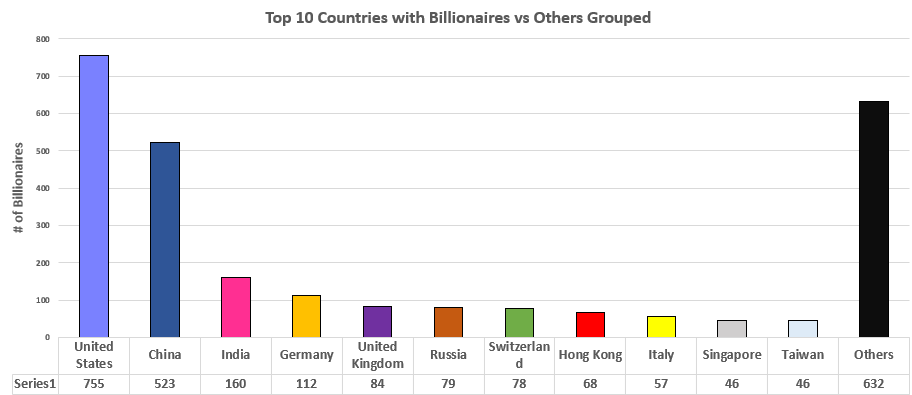 Top 10 Countries with Billionaires vs Others Grouped
# of Billionaires
800
700
600
500
400
300
200
100
0
United States
China
India
Germany
United Kingdom
Russia
Switzerland
Hong Kong
Italy
Singapore
Taiwan
Others
Series1 755 523 160 112 84 79 78 68 57 46 46 632